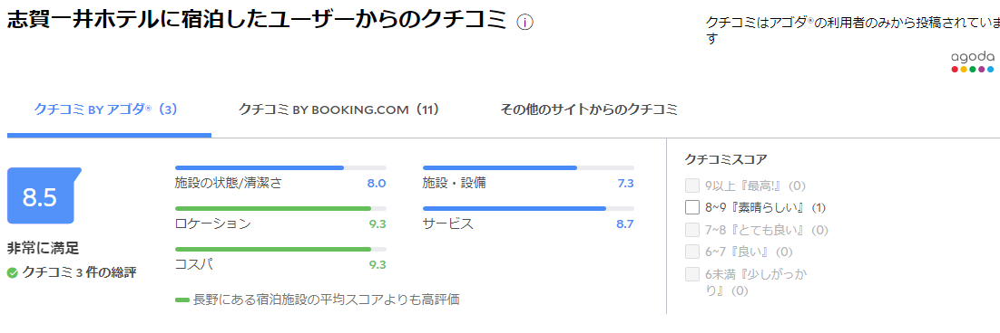 志賀一井ホテルに宿泊したユーザーからのクチコミ ⓘ
クチコミはアゴダ®の利用者のみから投稿されていま
す
agoda
クチコミ BY アゴダ®（3）
クチコミ BY BOOKING.COM（11）
その他のサイトからのクチコミ
8.5
非常に満足
クチコミ 3 件の総評
施設の状態/清潔さ 8.0
施設・設備 7.3
ロケーション 9.3
サービス 8.7
コスパ 9.3
長野にある宿泊施設の平均スコアよりも高評価
クチコミスコア
9以上『最高!』 (0)
8~9『素晴らしい』 (1)
7~8『とても良い』 (0)
6~7『良い』 (0)
6未満『少しがっか
り』 (0)